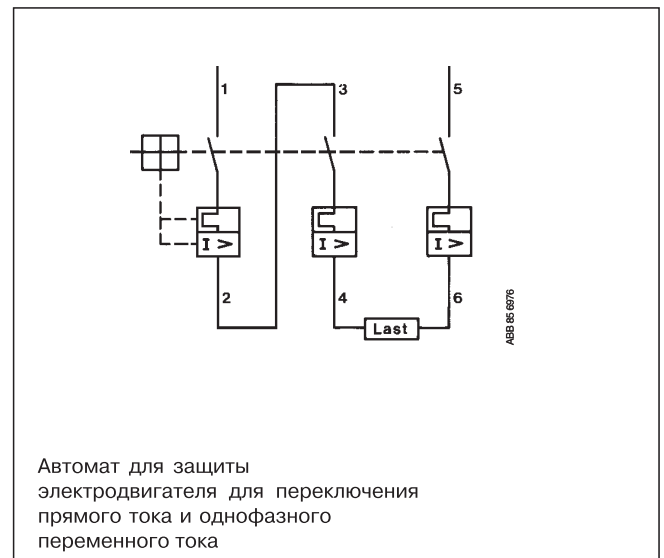 1 3 5
I > I > I >
2 4 6
Last
ABB 85 6976
Автомат для защиты
электродвигателя для переключения
прямого тока и однофазного
переменного тока